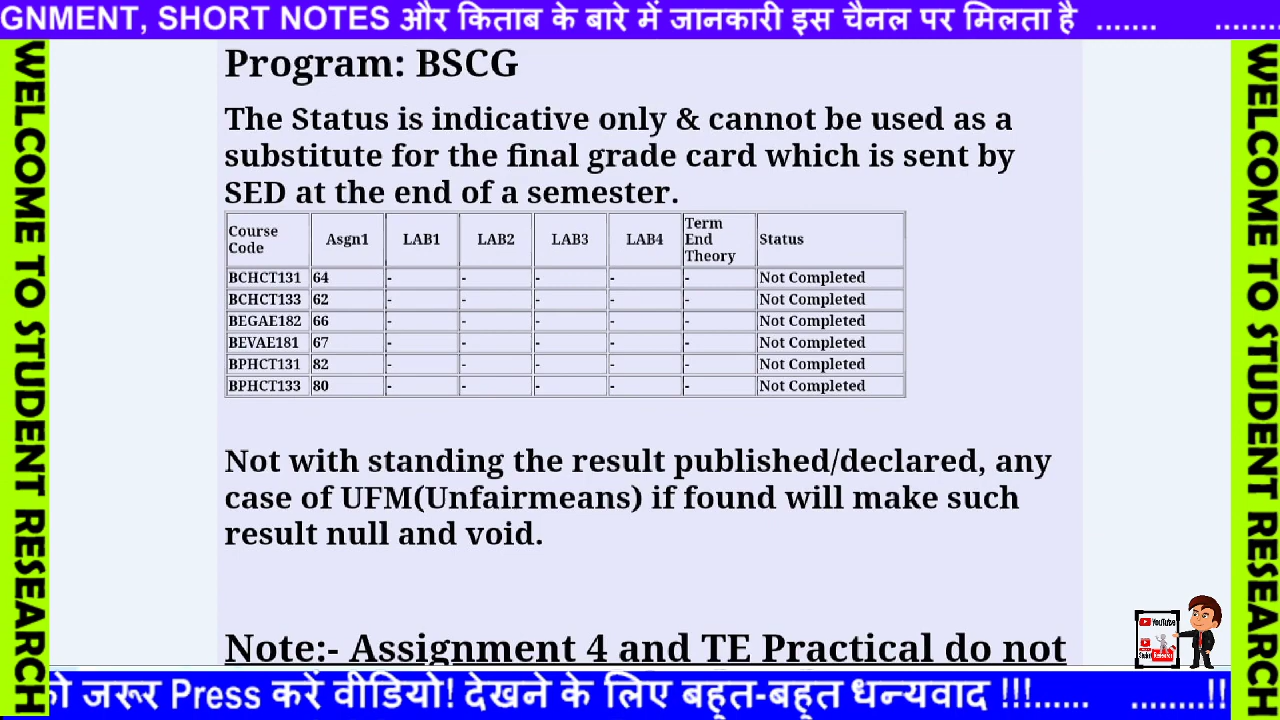 GNMENT, SHORT NOTES और किताब के बारे में जानकारी इस चैनल पर मिलता है ....... ........
WELCOME TO STUDENT RESEARCH
Program: BSCG
The Status is indicative only & cannot be used as a
substitute for the final grade card which is sent by
SED at the end of a semester.
Course Code Asgn1 LAB1 LAB2 LAB3 LAB4 Term End Theory Status
BCHCT131 64 - - - - - Not Completed
BCHCT133 62 - - - - - Not Completed
BEGAE182 66 - - - - - Not Completed
BEVAE181 67 - - - - - Not Completed
BPHCT131 82 - - - - - Not Completed
BPHCT133 80 - - - - - Not Completed
Not with standing the result published/declared, any
case of UFM(Unfairmeans) if found will make such
result null and void.
Note:- Assignment 4 and TE Practical do not
YouTube
WELCOME TO STUDENT RESEARCH
को जरूर Press करें वीडियो! देखने के लिए बहुत-बहुत धन्यवाद !!!...... ........!!